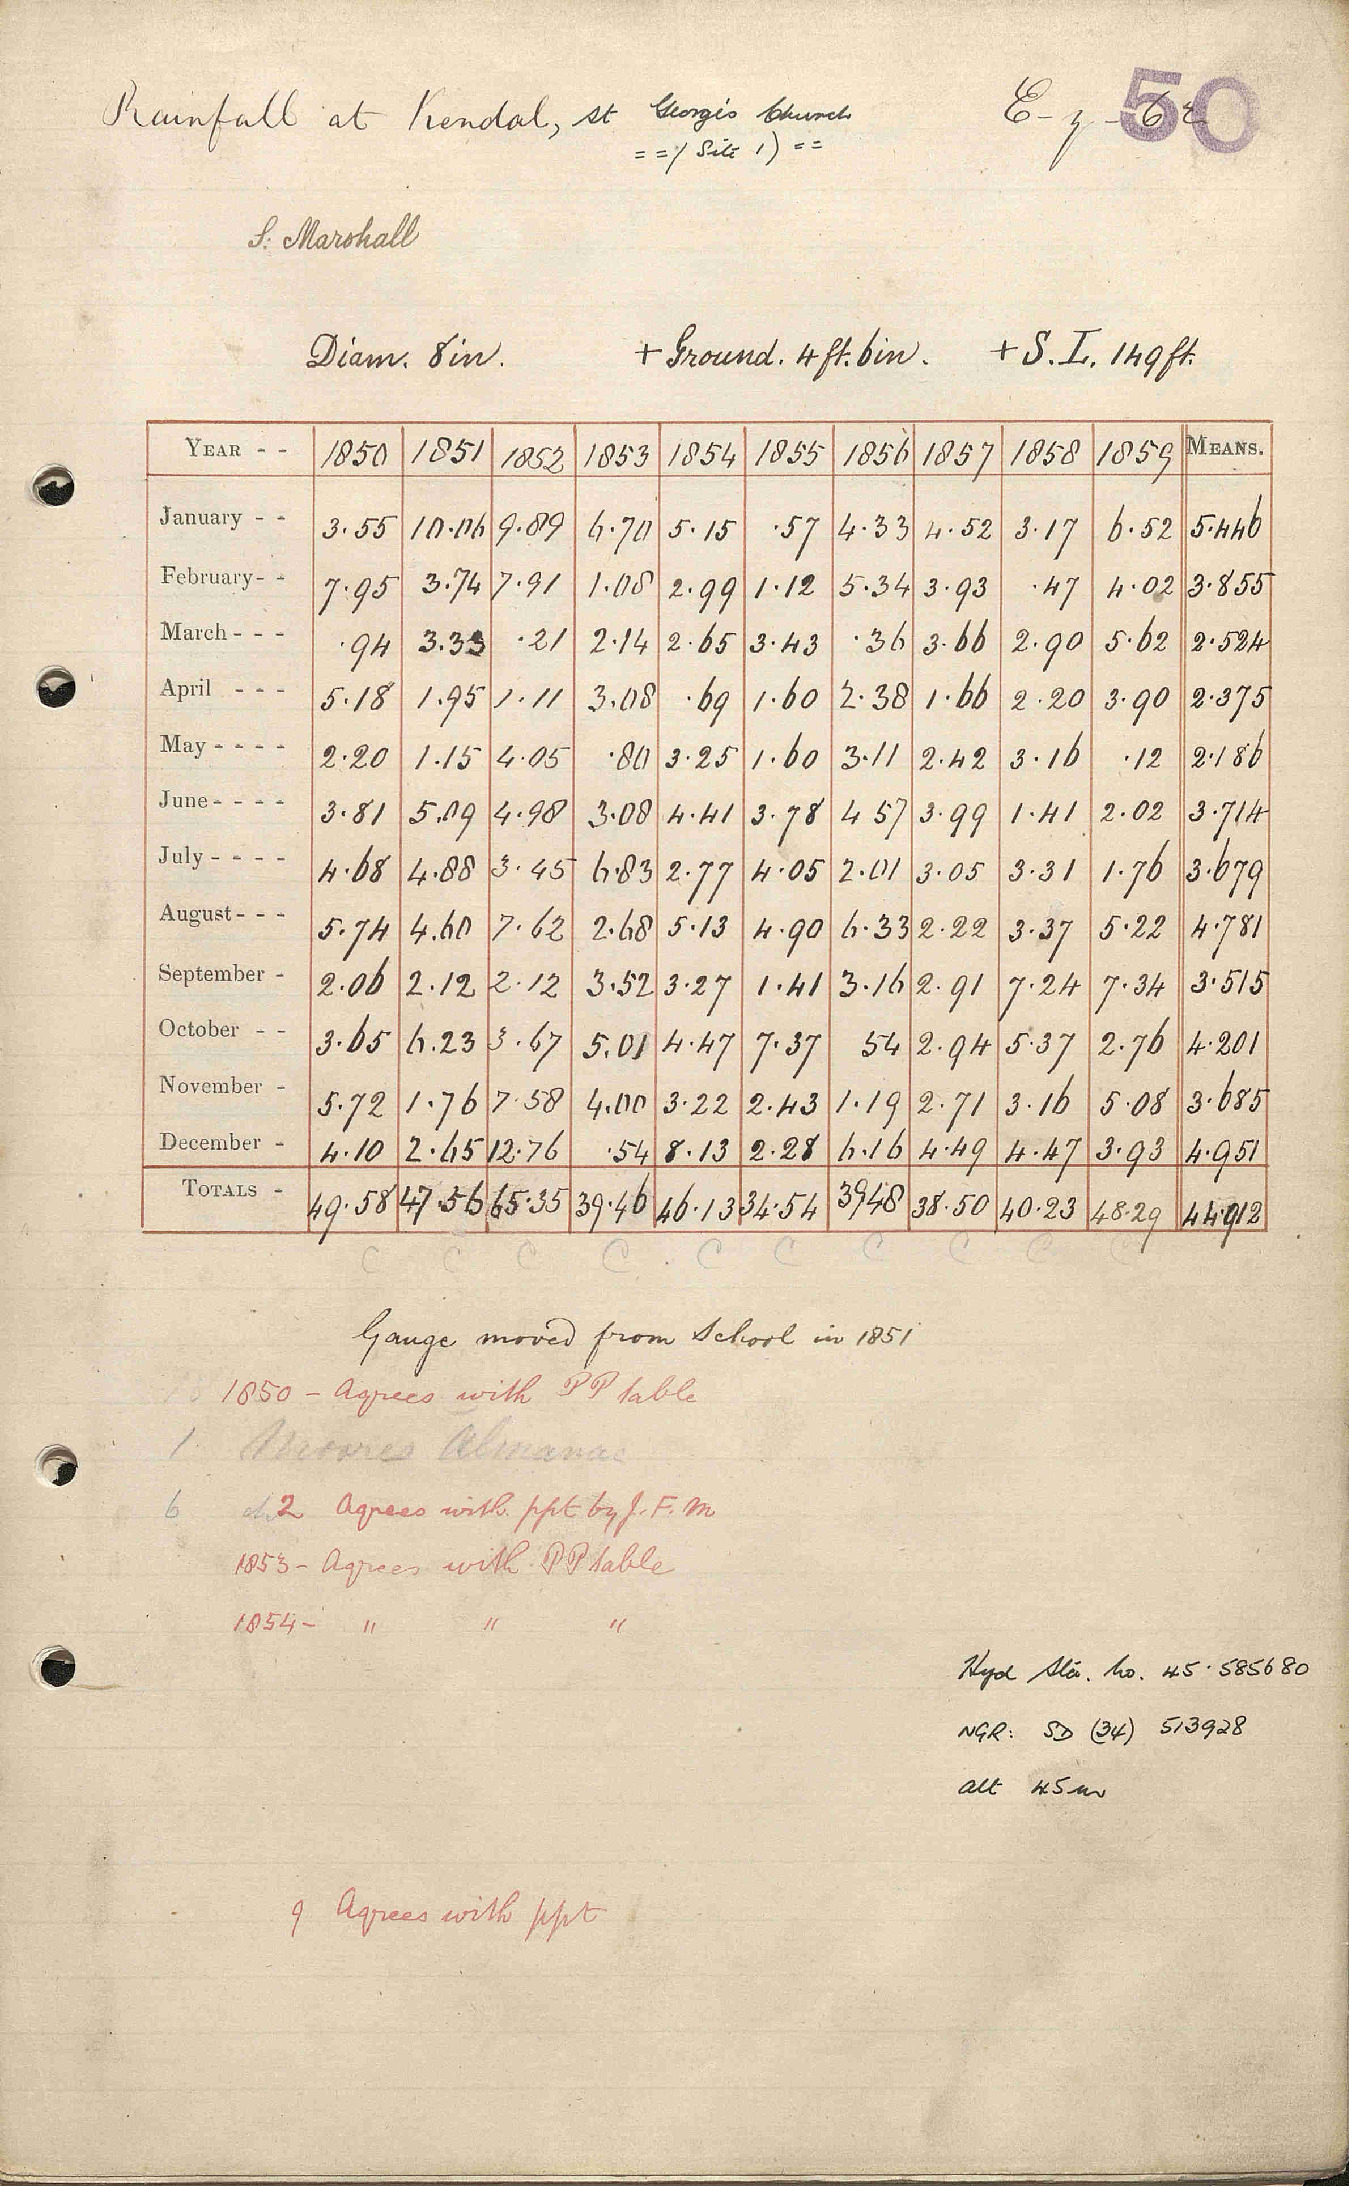 Rainfall at Kendal, St George's Church
50
= = ( Site 1 ) = =
S. Marshall
Diam. 8in. + Ground. 4ft. 6in. + S. L. 149ft.
YEAR - - 1850 1851 1852 1853 1854 1855 1856 1857 1858 1859 MEANS.
January - - 3.55 10.06 9.89 6.70 5.15 .57 4.33 4.52 3.17 6.52 5.446
February - - 7.95 3.74 7.91 1.08 2.99 1.12 5.34 3.93 .47 4.02 3.855
March - - - .94 3.33 .21 2.14 2.65 3.43 .36 3.66 2.90 5.62 2.524
April - - - 5.18 1.95 1.11 3.08 .69 1.60 2.38 1.66 2.20 3.90 2.375
May - - - - 2.20 1.15 4.05 .80 3.25 1.60 3.11 2.42 3.16 .12 2.186
June - - - - 3.81 5.09 4.98 3.08 4.41 3.78 4 57 3.99 1.41 2.02 3.714
July - - - - 4.68 4.88 3.45 6.83 2.77 4.05 2.01 3.05 3.31 1.76 3.679
August - - - 5.74 4.60 7.62 2.68 5.13 4.90 6.33 2.22 3.37 5.22 4.781
September - 2.06 2.12 2.12 3.52 3.27 1.41 3.16 2.91 7.24 7.34 3.515
October - - 3.65 6.23 3.67 5.01 4.47 7.37 54 2.94 5.37 2.76 4.201
November - 5.72 1.76 7.58 4.00 3.22 2.43 1.19 2.71 3.16 5.08 3.685
December - 4.10 2.65 12.76 .54 8.13 2.28 6.16 4.49 4.47 3.93 4.951
TOTALS - 49.58 47.56 65.35 39.46 46.13 34.54 39.48 38.50 40.23 48.29 44.912
C C C C C C C C C C
Gauge moved from School in 1851
1850 - Agrees with PP table
1 Moores Almanac
6 2 Agrees with ppt by J. F. M
1853 - Agrees with PP table
1854 - " " "
Hyd Sta. No. 45.585680
NGR: SD (34) 513928
alt 45m
9 Agrees with ppt